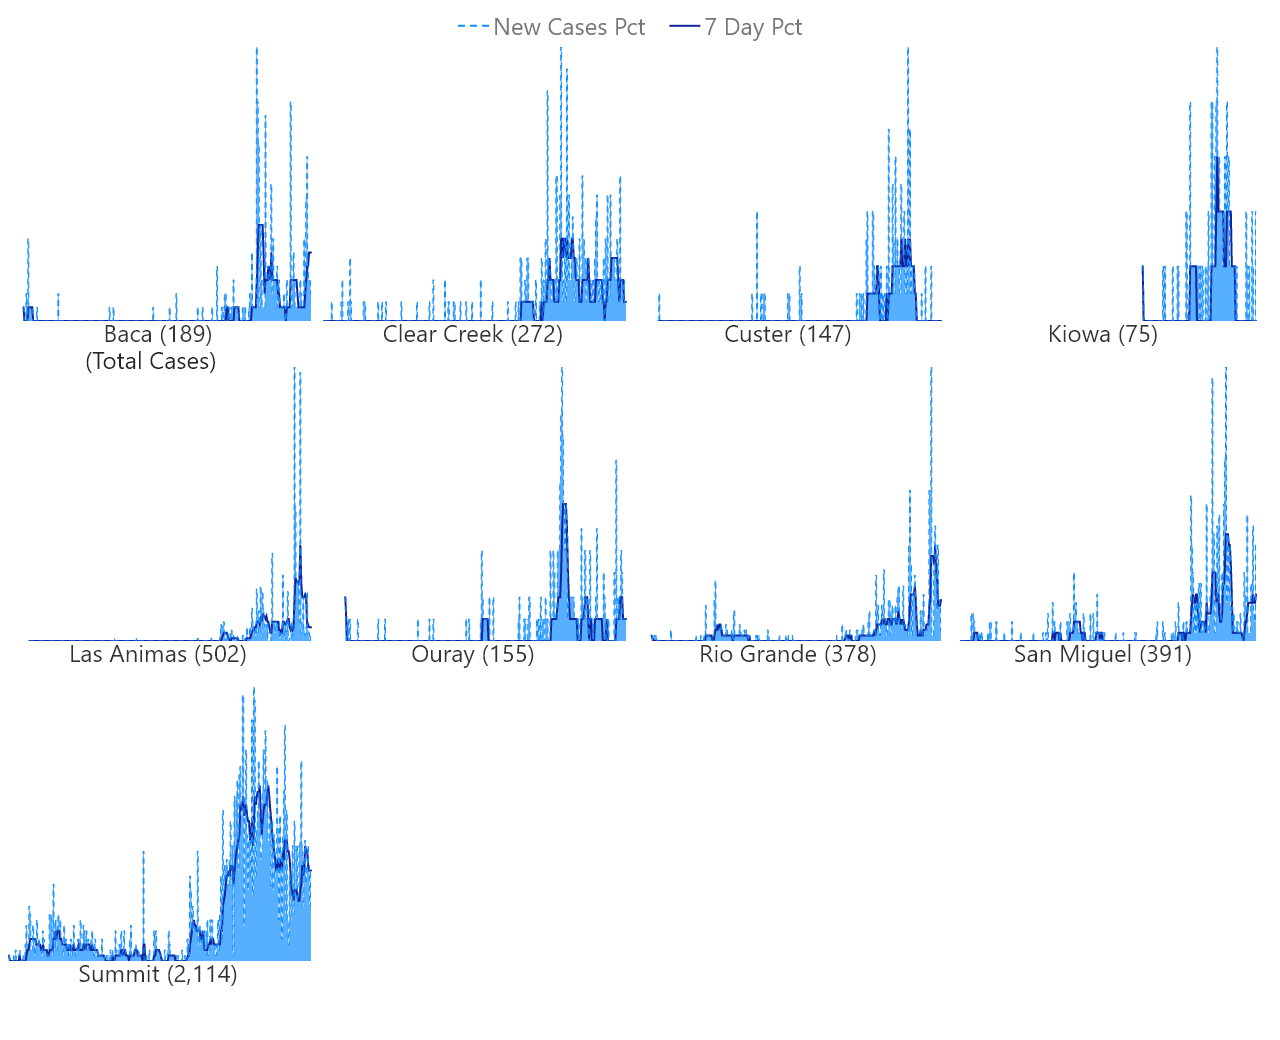 New Cases Pct 7 Day Pct
Baca (189) Clear Creek (272) Custer (147) Kiowa (75)
(Total Cases)
Las Animas (502) Ouray (155) Rio Grande (378) San Miguel (391)
Summit (2,114)